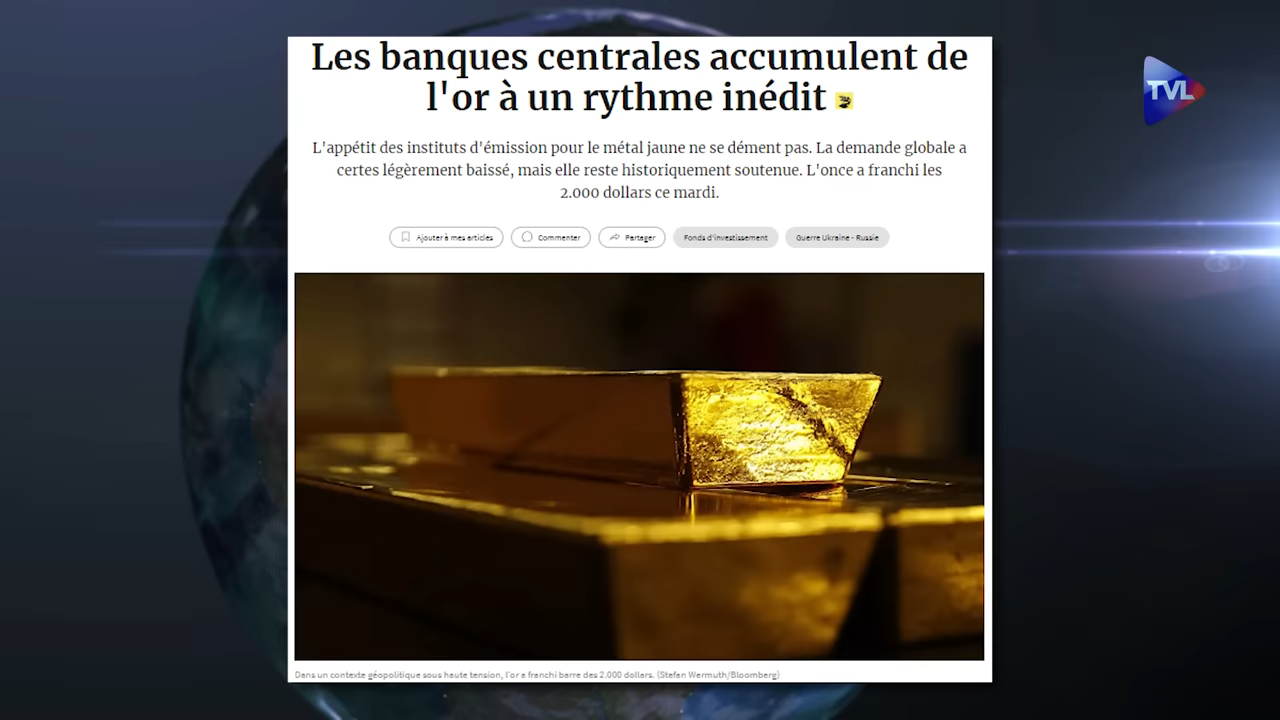 Les banques centrales accumulent de
l'or à un rythme inédit
TVL
L'appétit des instituts d'émission pour le métal jaune ne se dément pas. La demande globale a
certes légèrement baissé, mais elle reste historiquement soutenue. L'once a franchi les
2.000 dollars ce mardi.
Ajouter à mes articles Commenter Partager Fonds d'investissement Guerre Ukraine - Russie
Dans un contexte géopolitique sous haute tension, l'or a franchi barre des 2.000 dollars. (Stefan Wermuth/Bloomberg)